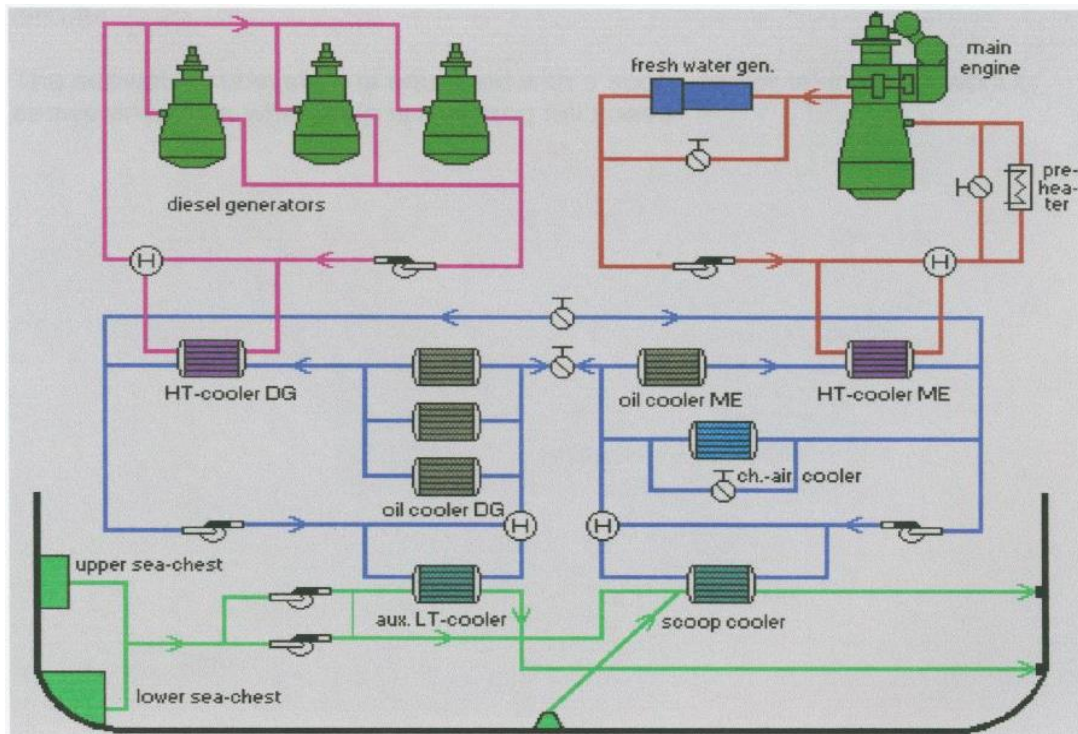 fresh water gen.
main
engine
pre-
hea-
ter
diesel generators
H
H
HT-cooler DG
oil cooler ME
HT-cooler ME
ch.-air cooler
oil cooler DG
H
H
upper sea-chest
aux. LT-cooler
scoop cooler
lower sea-chest